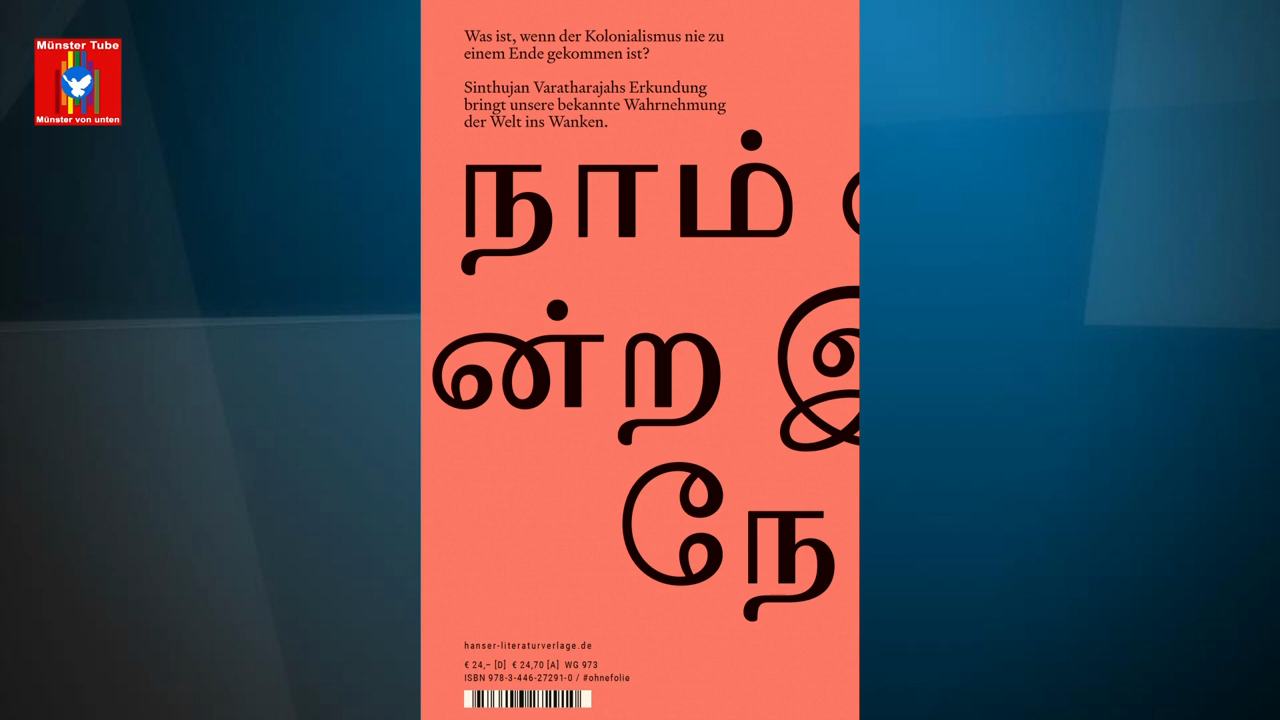 Münster Tube
Münster von unten
Was ist, wenn der Kolonialismus nie zu
einem Ende gekommen ist?
Sinthujan Varatharajahs Erkundung
bringt unsere bekannte Wahrnehmung
der Welt ins Wanken.
நாம்
ன்ற இ
நே
hanser-literaturverlage.de
€ 24,– [D] € 24,70 [A] WG 973
ISBN 978-3-446-27291-0 / #ohnefolie